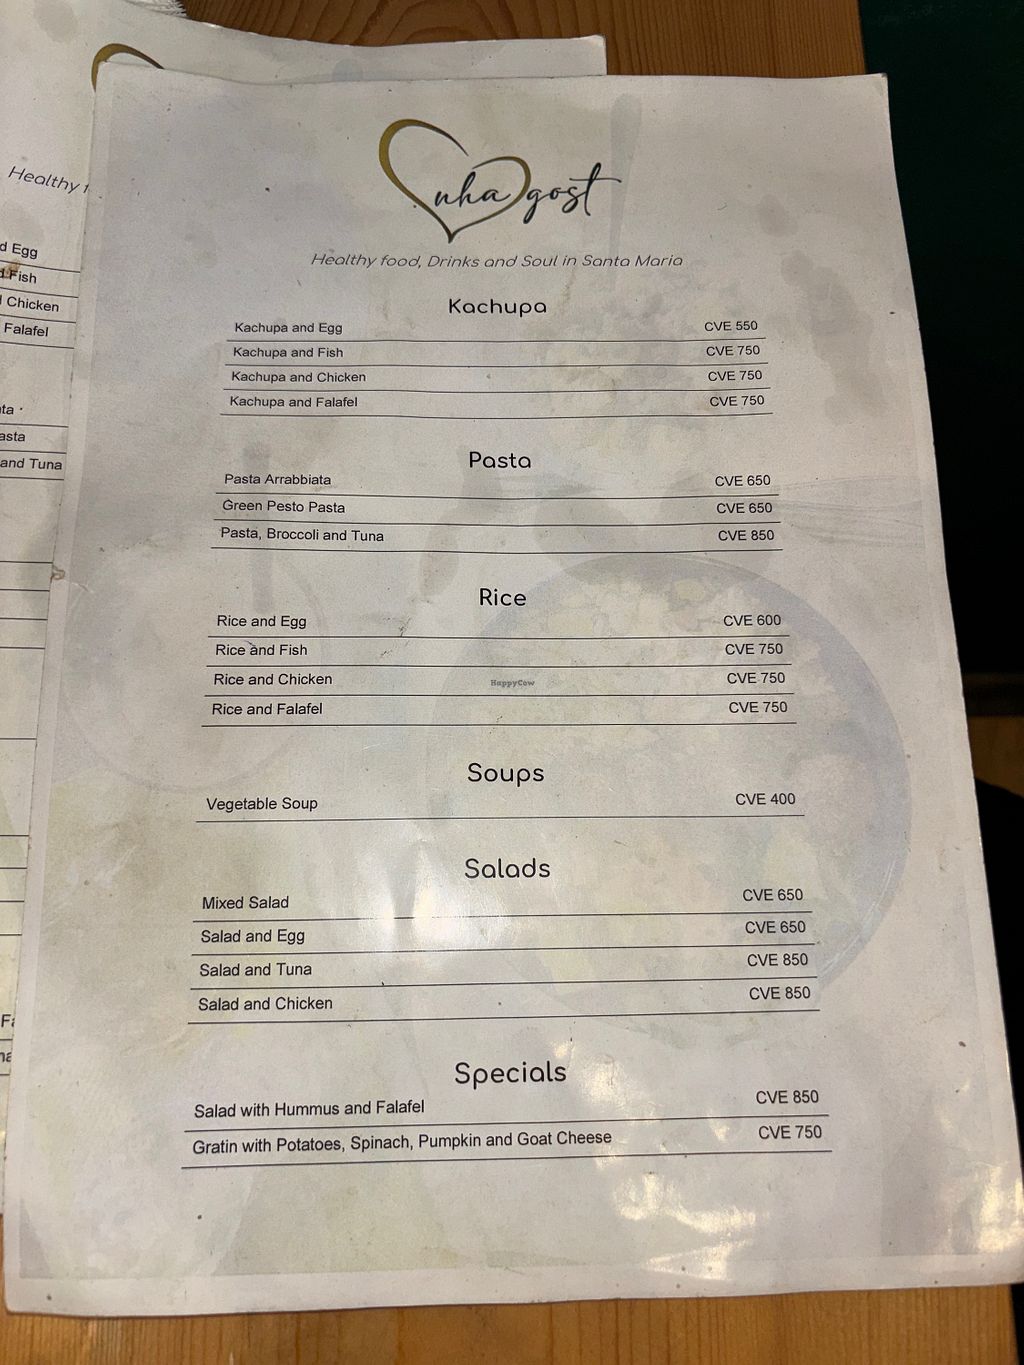 nha gost
Healthy food, Drinks and Soul in Santa Maria
Kachupa
Kachupa and Egg CVE 550
Kachupa and Fish CVE 750
Kachupa and Chicken CVE 750
Kachupa and Falafel CVE 750
Pasta
Pasta Arrabbiata CVE 650
Green Pesto Pasta CVE 650
Pasta, Broccoli and Tuna CVE 850
Rice
Rice and Egg CVE 600
Rice and Fish CVE 750
Rice and Chicken CVE 750
Rice and Falafel CVE 750
HappyCow
Soups
Vegetable Soup CVE 400
Salads
Mixed Salad CVE 650
Salad and Egg CVE 650
Salad and Tuna CVE 850
Salad and Chicken CVE 850
Specials
Salad with Hummus and Falafel CVE 850
Gratin with Potatoes, Spinach, Pumpkin and Goat Cheese CVE 750
Healthy
Egg
Fish
Chicken
Falafel
and Tuna